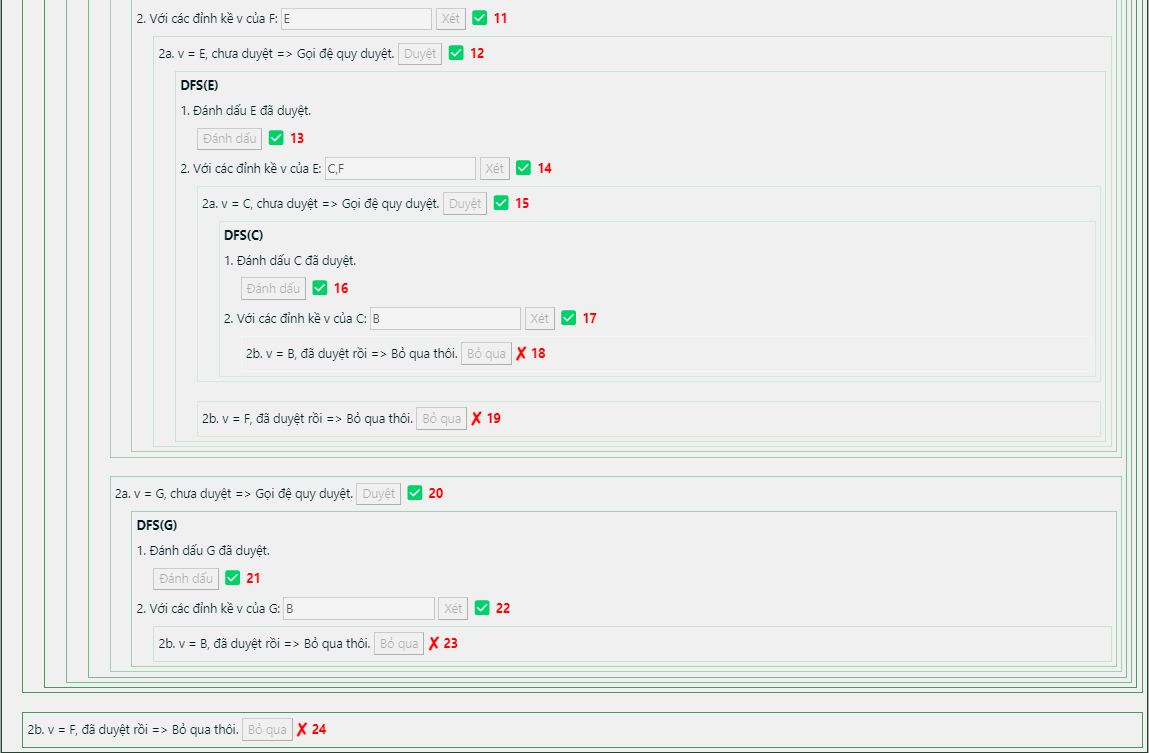 2. Với các đỉnh kề v của F: E Xét 11
2a. v = E, chưa duyệt => Gọi đệ quy duyệt. Duyệt 12
DFS(E)
1. Đánh dấu E đã duyệt.
Đánh dấu 13
2. Với các đỉnh kề v của E: C,F Xét 14
2a. v = C, chưa duyệt => Gọi đệ quy duyệt. Duyệt 15
DFS(C)
1. Đánh dấu C đã duyệt.
Đánh dấu 16
2. Với các đỉnh kề v của C: B Xét 17
2b. v = B, đã duyệt rồi => Bỏ qua thôi. Bỏ qua ✗ 18
2b. v = F, đã duyệt rồi => Bỏ qua thôi. Bỏ qua ✗ 19
2a. v = G, chưa duyệt => Gọi đệ quy duyệt. Duyệt 20
DFS(G)
1. Đánh dấu G đã duyệt.
Đánh dấu 21
2. Với các đỉnh kề v của G: B Xét 22
2b. v = B, đã duyệt rồi => Bỏ qua thôi. Bỏ qua ✗ 23
2b. v = F, đã duyệt rồi => Bỏ qua thôi. Bỏ qua ✗ 24